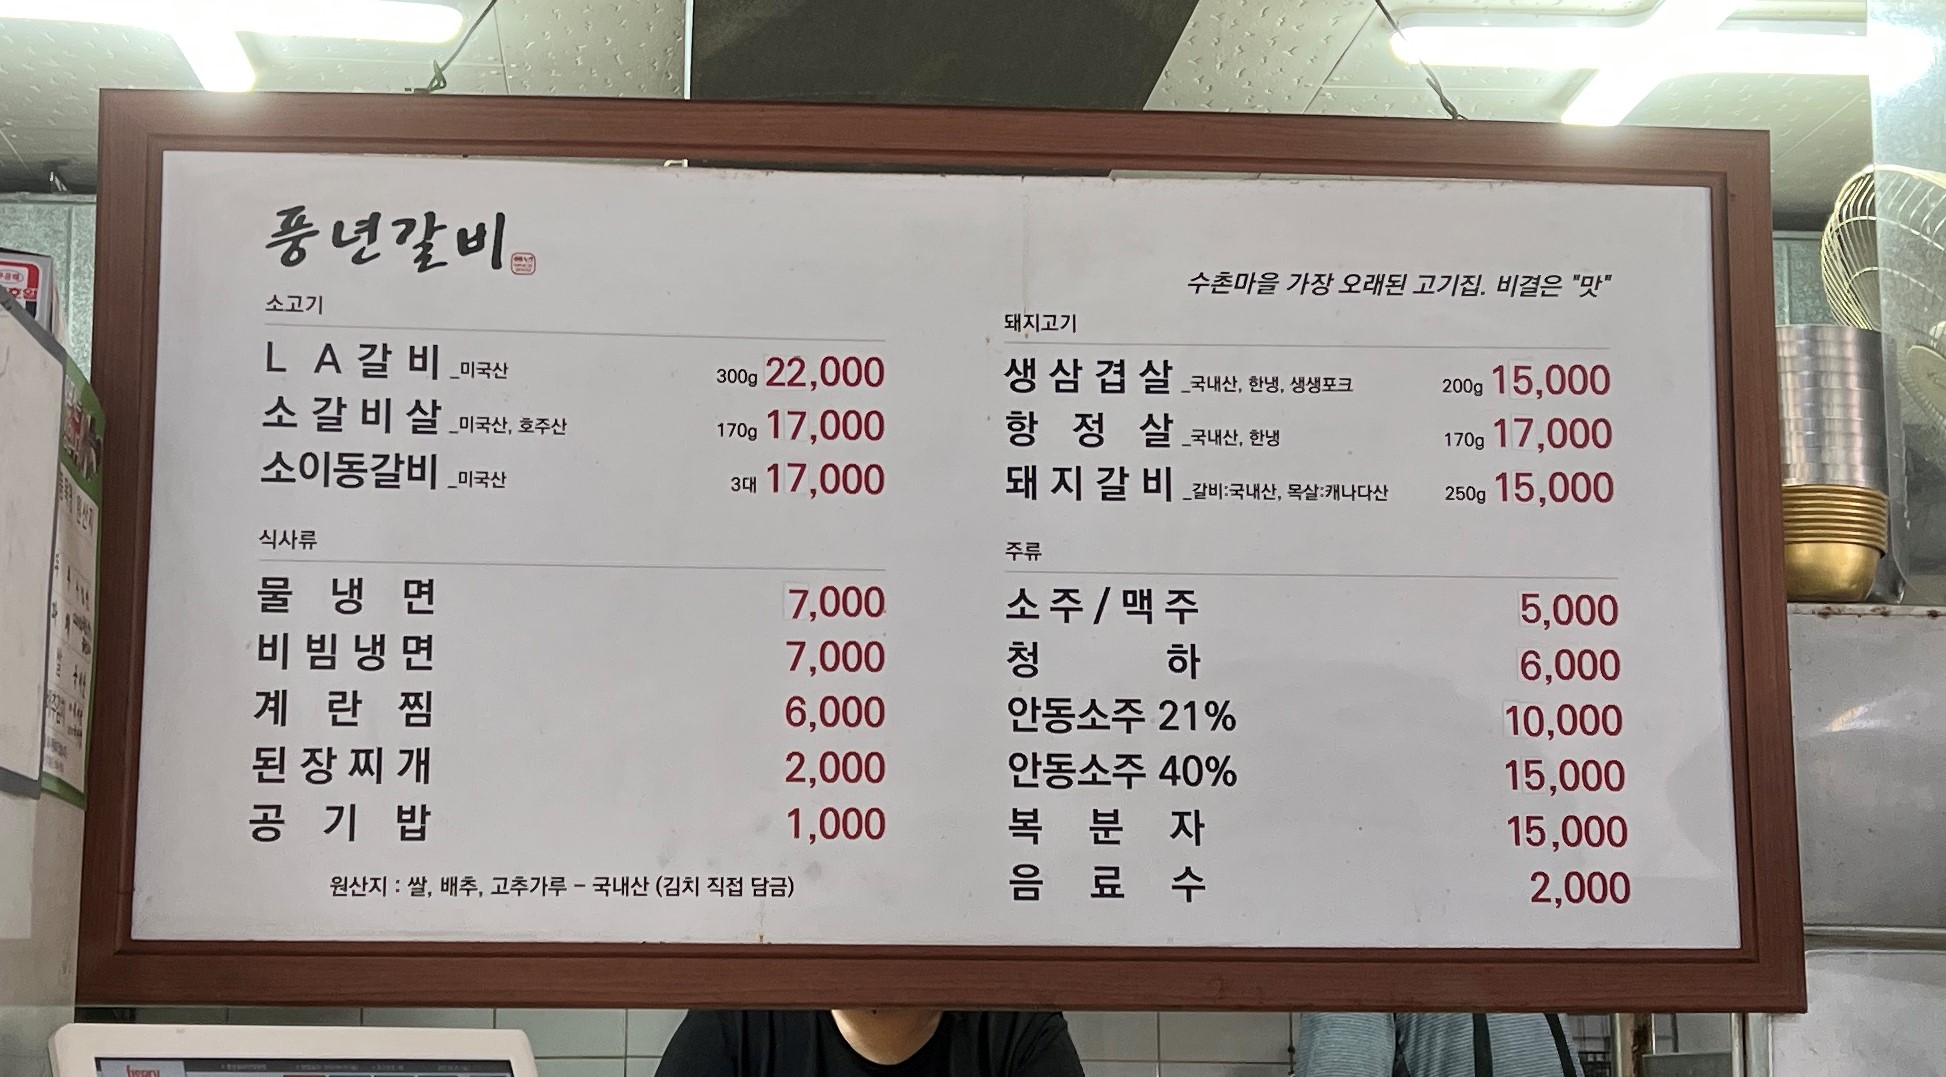 풍년갈비
수촌마을 가장 오래된 고기집. 비결은 "맛"
소고기
LA갈비_미국산 300g 22,000
소갈비살_미국산, 호주산 170g 17,000
소이동갈비_미국산 3대 17,000
식사류
물냉면 7,000
비빔냉면 7,000
계란찜 6,000
된장찌개 2,000
공기밥 1,000
원산지 : 쌀, 배추, 고추가루 - 국내산 (김치 직접 담금)
돼지고기
생삼겹살_국내산, 한냉, 생생포크 200g 15,000
항정살_국내산, 한냉 170g 17,000
돼지갈비_갈비:국내산, 목살:캐나다산 250g 15,000
주류
소주/맥주 5,000
청하 6,000
안동소주 21% 10,000
안동소주 40% 15,000
복분자 15,000
음료수 2,000